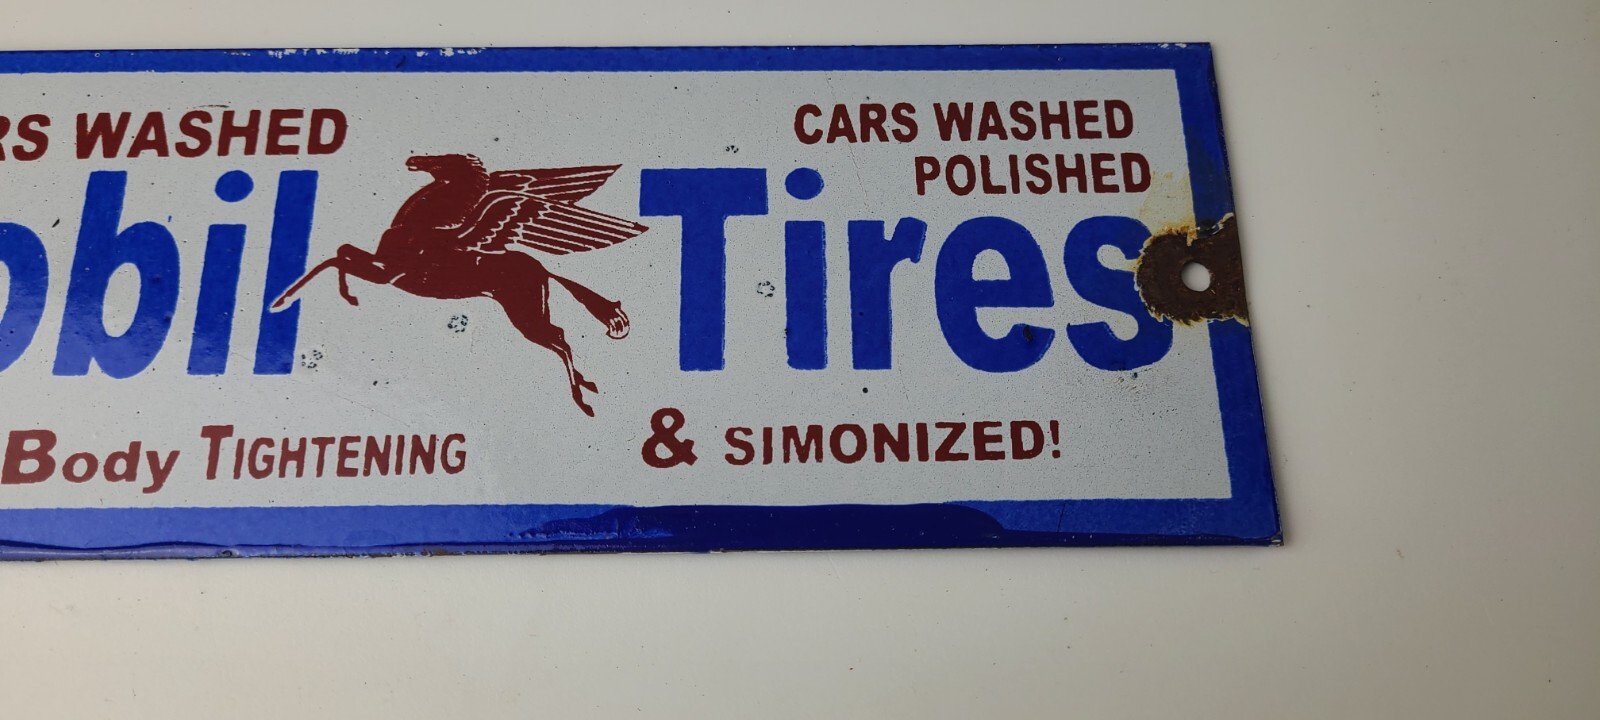 RS WASHED
CARS WASHED
POLISHED
obil Tires
Body TIGHTENING
& SIMONIZED!